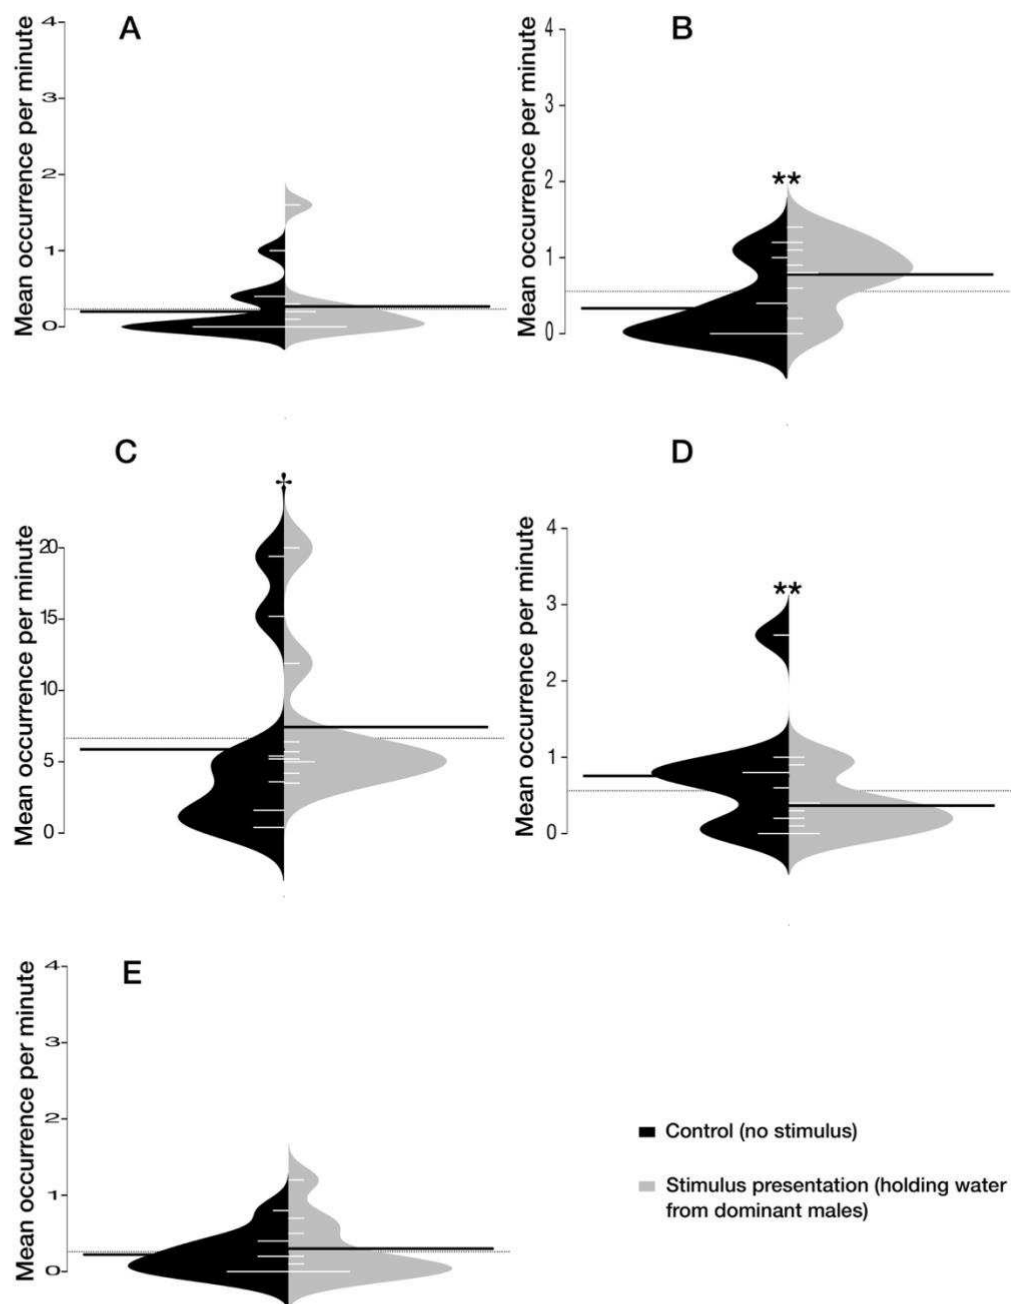 A
Mean occurrence per minute
4
3
2
1
0
B
Mean occurrence per minute
4
3
2
1
0
**
C
Mean occurrence per minute
20
15
10
5
0
†
D
Mean occurrence per minute
4
3
2
1
0
**
E
Mean occurrence per minute
4
3
2
1
0
Control (no stimulus)
Stimulus presentation (holding water
from dominant males)